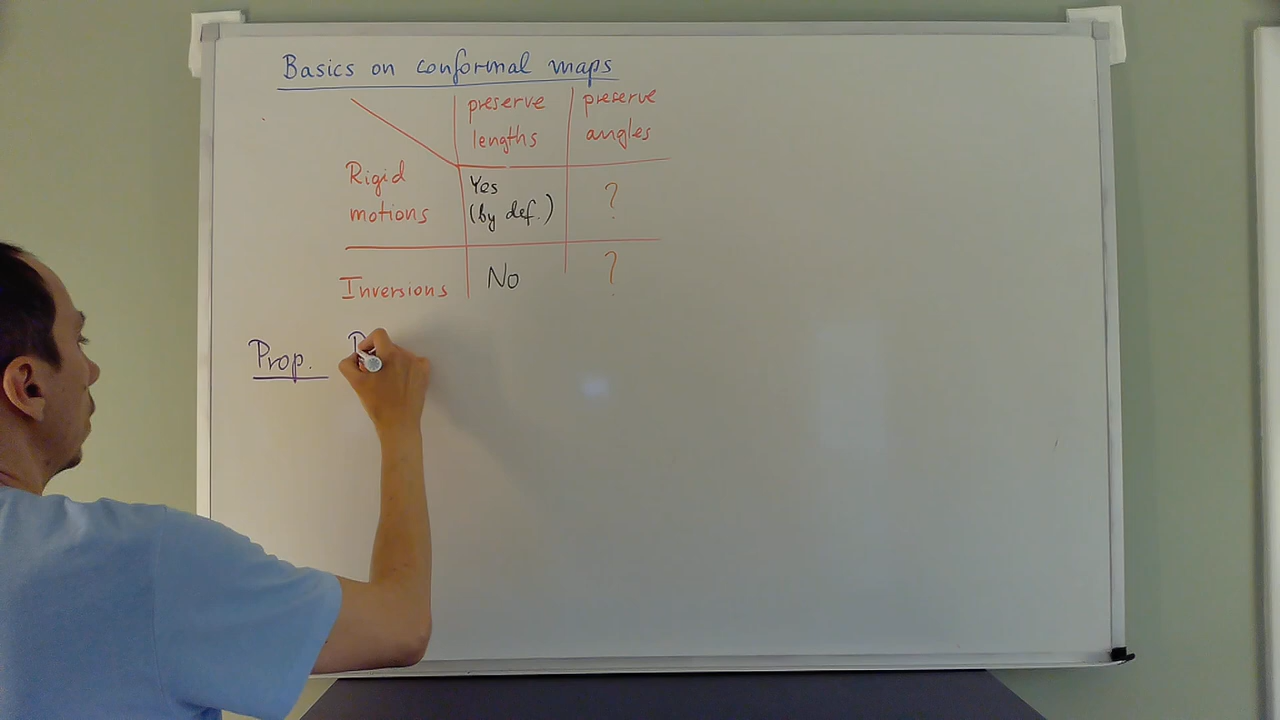 Basics on conformal maps
preserve lengths
preserve angles
Rigid motions
Yes (by def.)
?
Inversions
No
?
Prop.